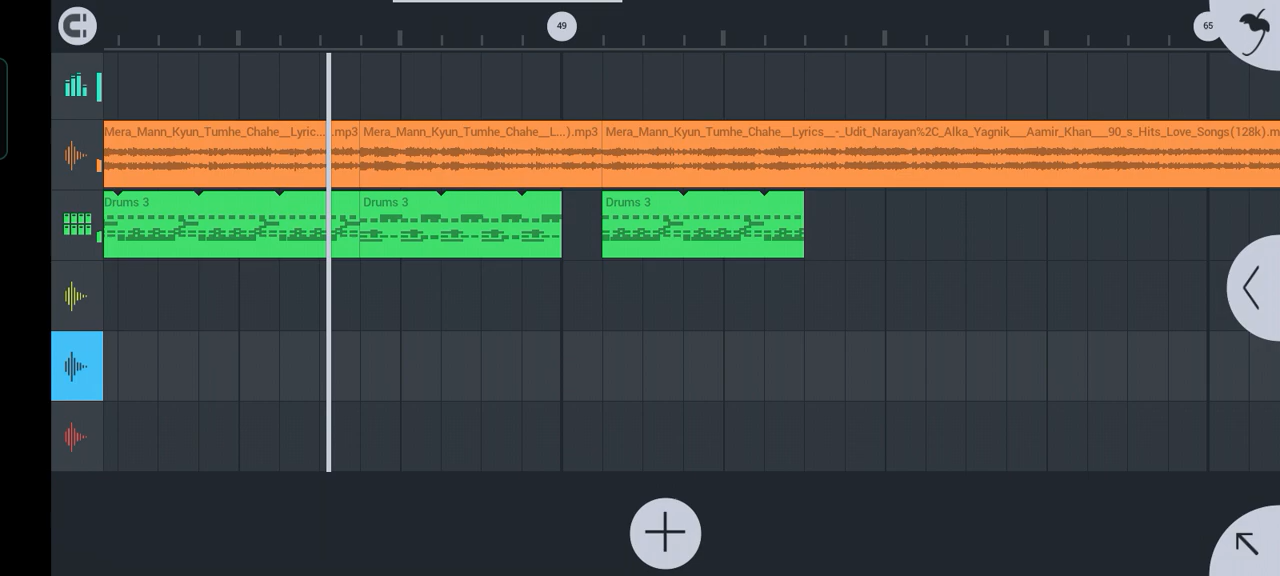 49
65
Mera_Mann_Kyun_Tumhe_Chahe__Lyric... .mp3
Mera_Mann_Kyun_Tumhe_Chahe__L...).mp3
Mera_Mann_Kyun_Tumhe_Chahe__Lyrics__-_Udit_Narayan%2C_Alka_Yagnik___Aamir_Khan___90_s_Hits_Love_Songs(128k).m
Drums 3
Drums 3
Drums 3